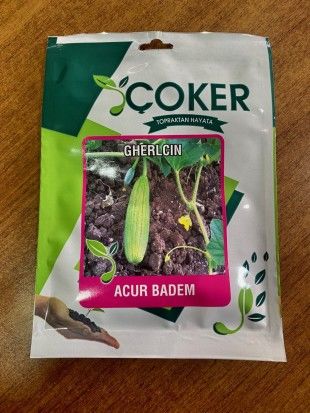 ÇOKER
TOPRAKTAN HAYATA
GHERLCIN
ACUR BADEM